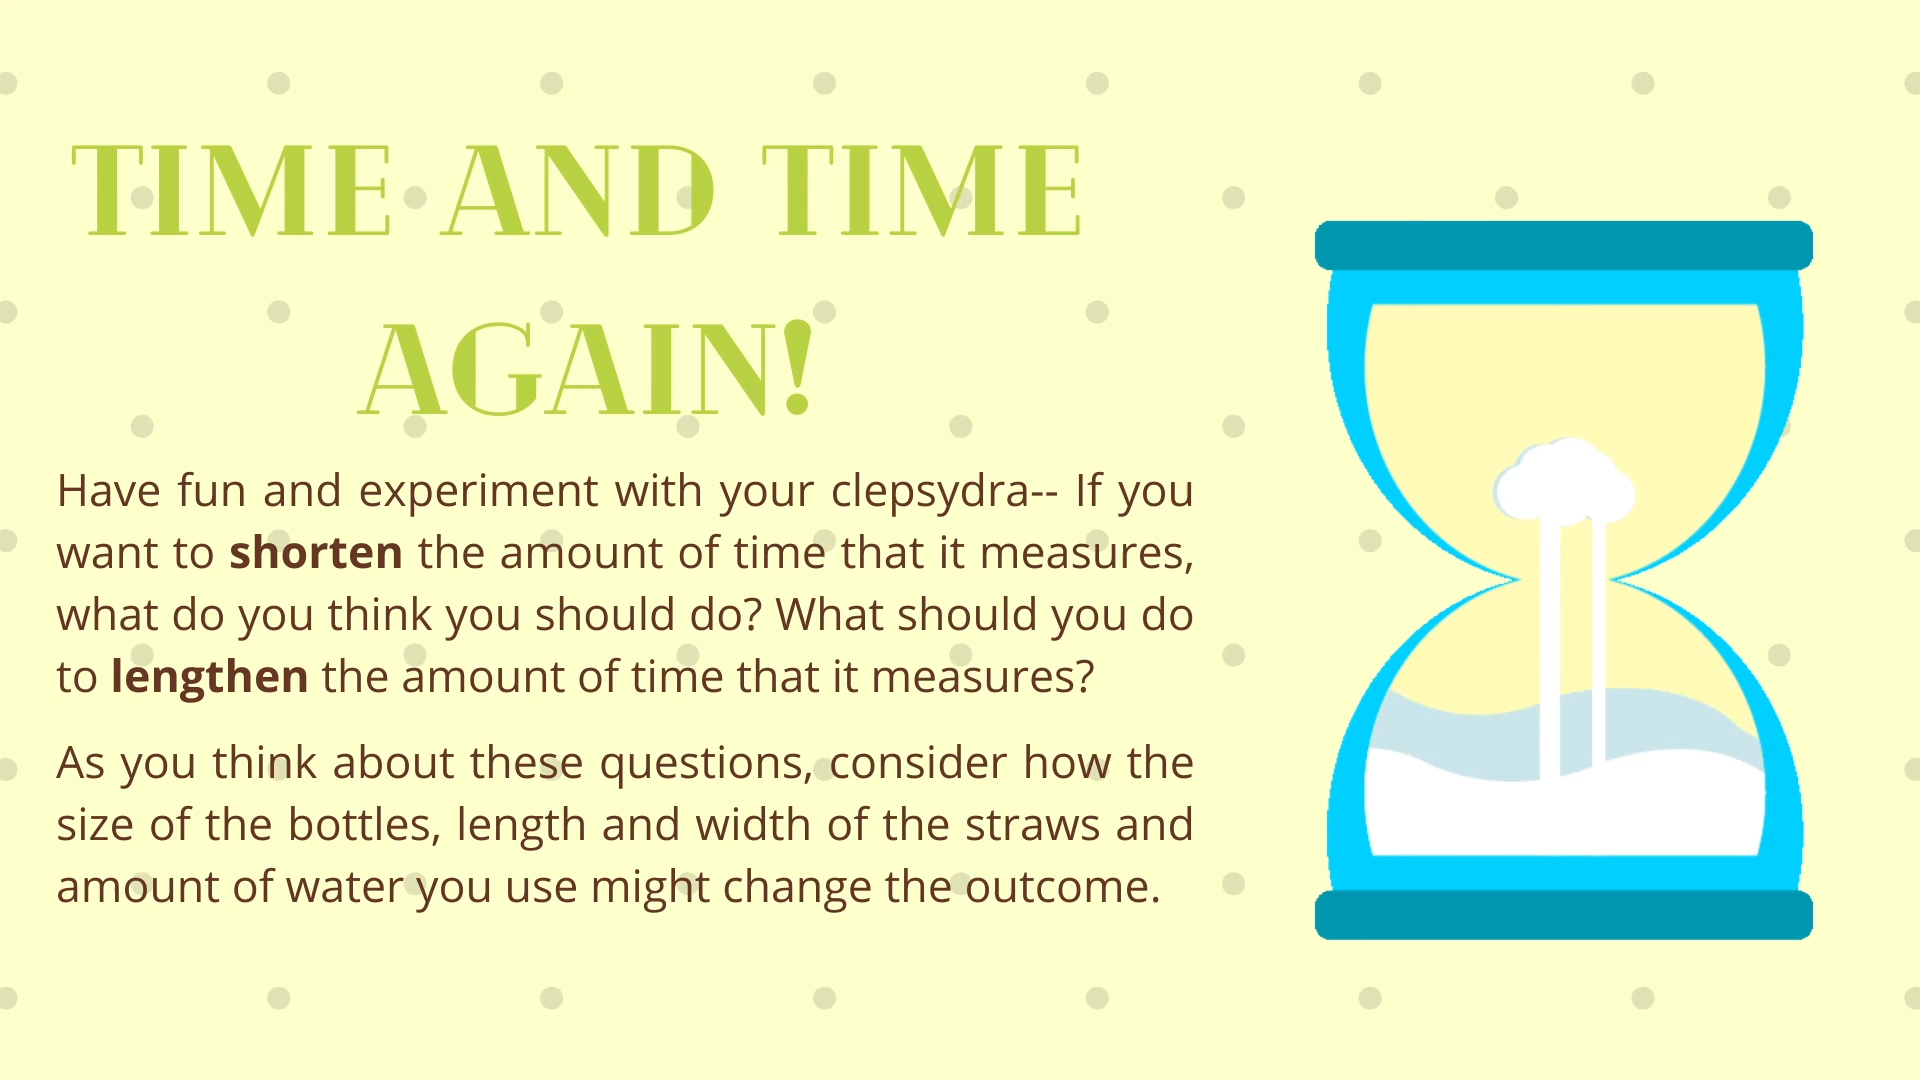 TIME AND TIME
AGAIN!
Have fun and experiment with your clepsydra-- If you
want to shorten the amount of time that it measures,
what do you think you should do? What should you do
to lengthen the amount of time that it measures?
As you think about these questions, consider how the
size of the bottles, length and width of the straws and
amount of water you use might change the outcome.